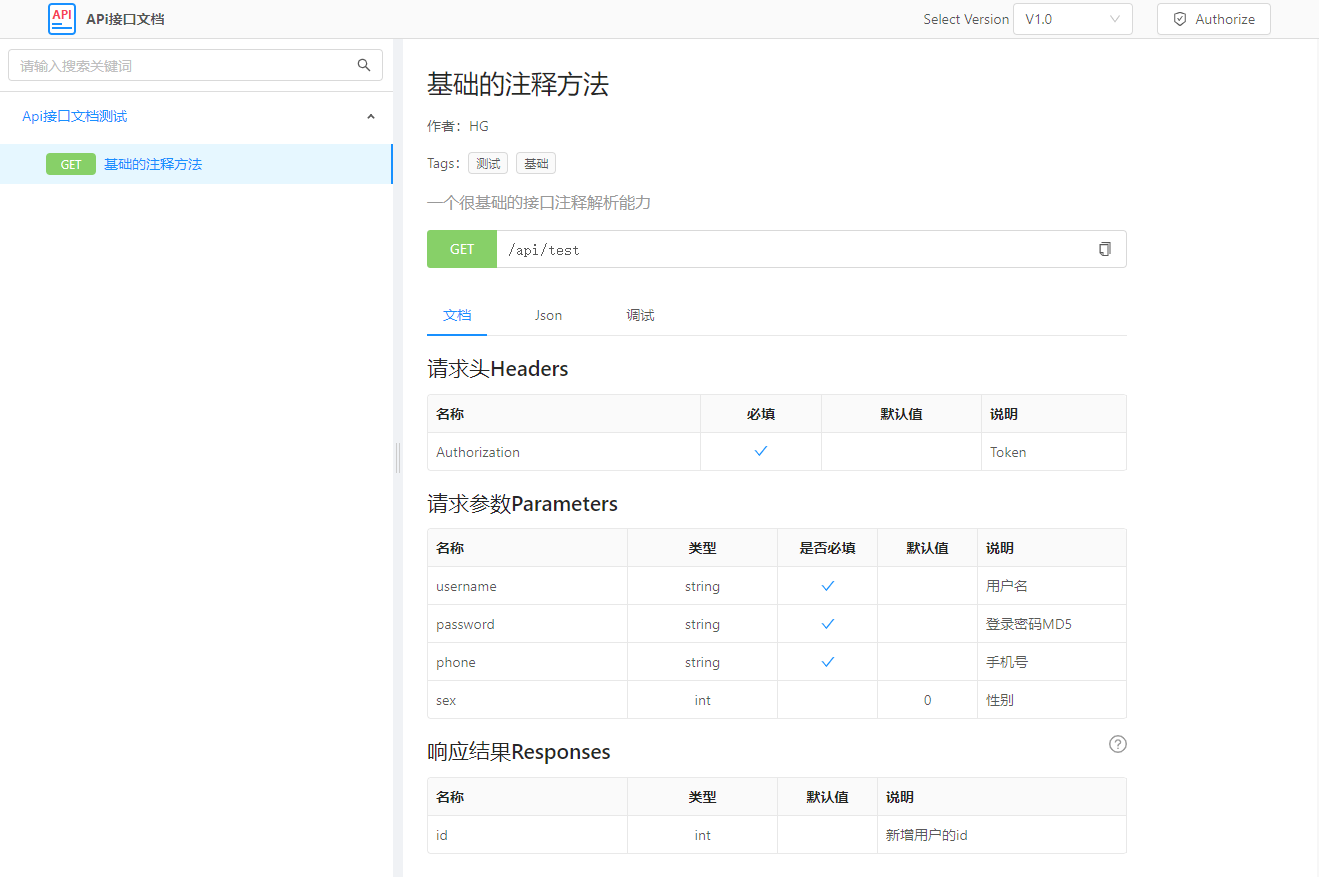 API APi接口文档 Select Version V1.0 Authorize
请输入搜索关键词
Api接口文档测试
GET 基础的注释方法
基础的注释方法
作者：HG
Tags： 测试 基础
一个很基础的接口注释解析能力
GET /api/test
文档 Json 调试
请求头Headers
名称 必填 默认值 说明
Authorization Token
请求参数Parameters
名称 类型 是否必填 默认值 说明
username string 用户名
password string 登录密码MD5
phone string 手机号
sex int 0 性别
响应结果Responses
名称 类型 默认值 说明
id int 新增用户的id